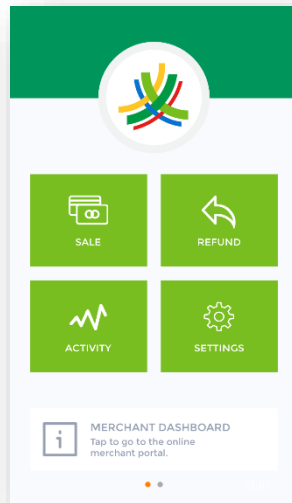 SALE
REFUND
ACTIVITY
SETTINGS
MERCHANT DASHBOARD
Tap to go to the online
merchant portal.